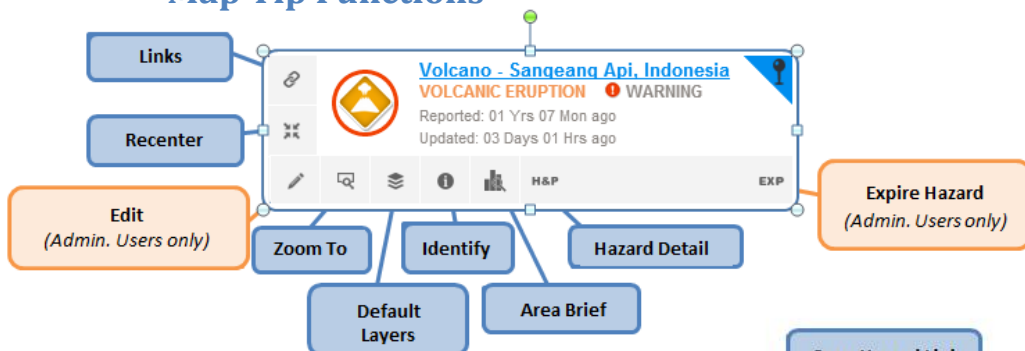 Map Tip Functions
Links
Volcano - Sangeang Api, Indonesia
VOLCANIC ERUPTION WARNING
Reported: 01 Yrs 07 Mon ago
Updated: 03 Days 01 Hrs ago
Recenter
H&P
EXP
Edit
(Admin. Users only)
Expire Hazard
(Admin. Users only)
Zoom To
Identify
Hazard Detail
Default
Layers
Area Brief